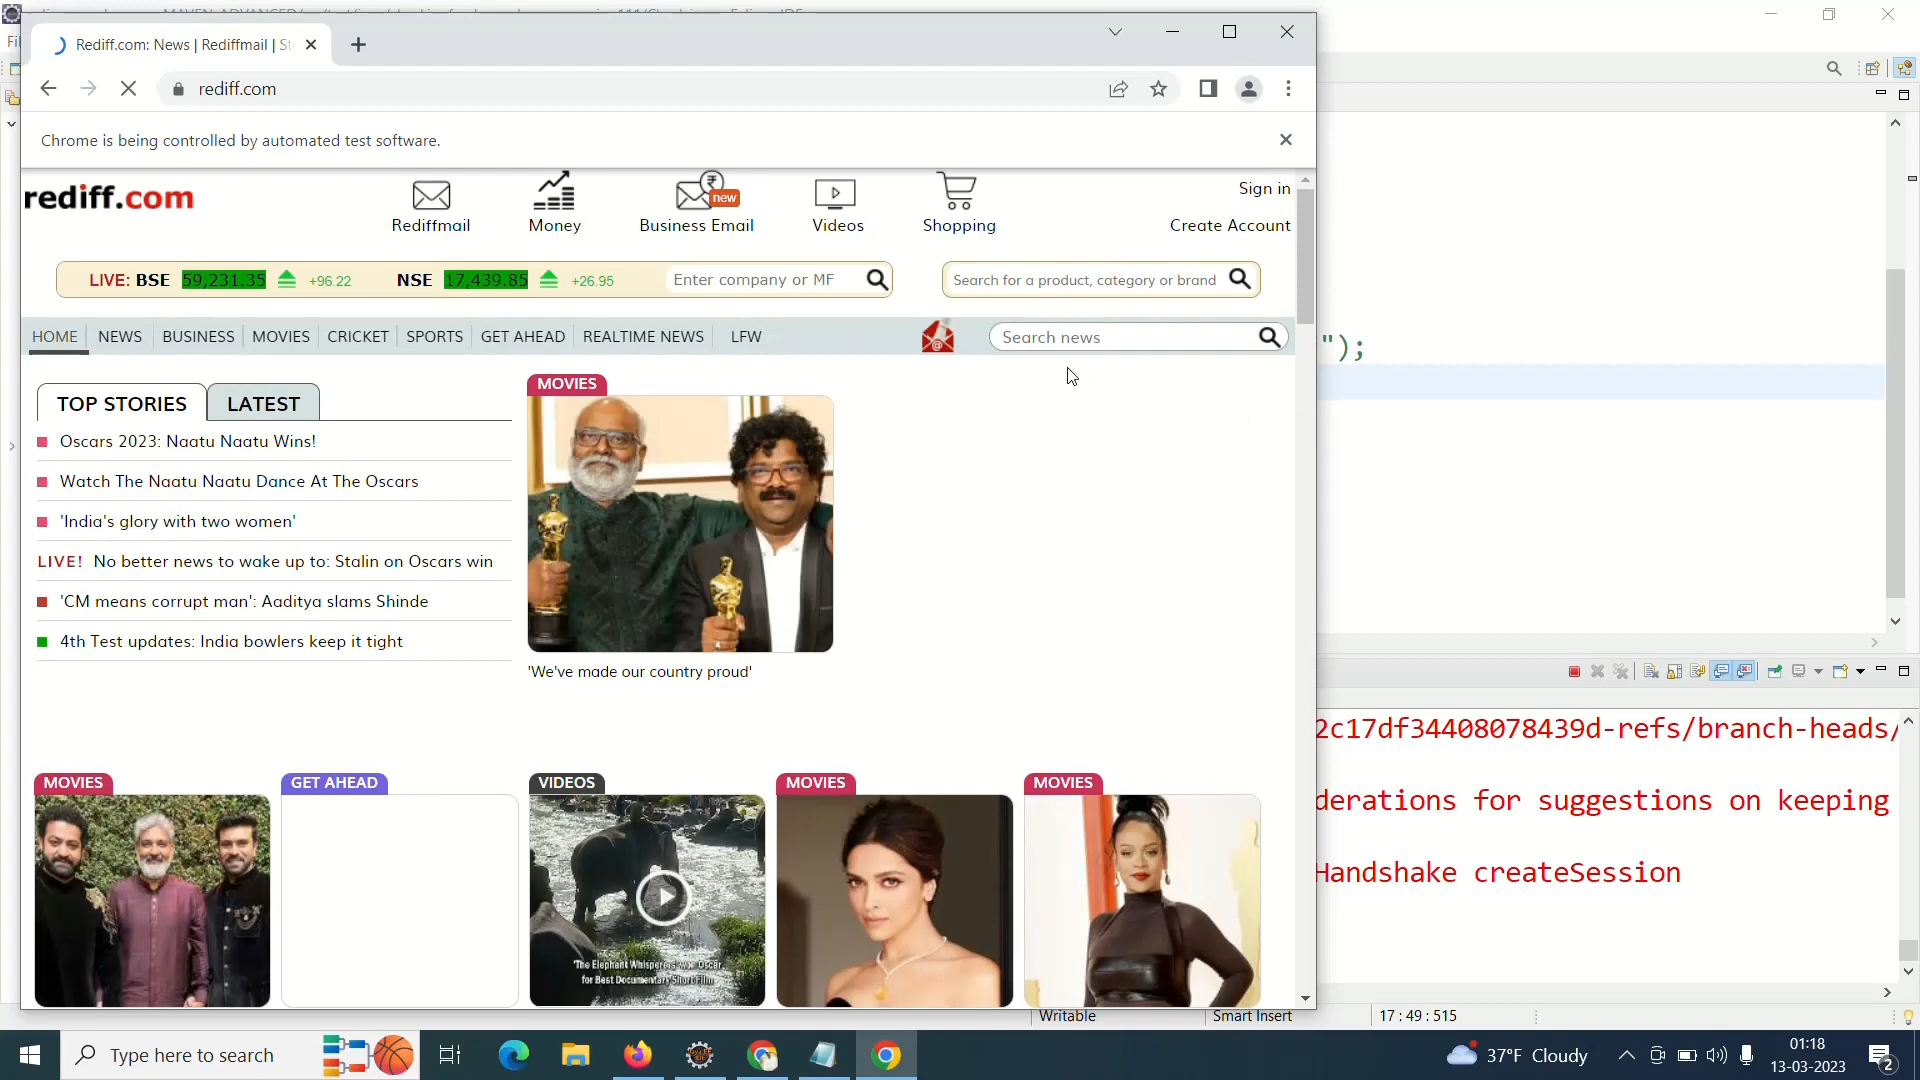 Rediff.com: News | Rediffmail | St
rediff.com
Chrome is being controlled by automated test software.
rediff.com
Rediffmail
Money
new
Business Email
Videos
Shopping
Sign in
Create Account
LIVE: BSE 59,231.35 +96.22 NSE 17,439.85 +26.95
Enter company or MF
Search for a product, category or brand
HOME NEWS BUSINESS MOVIES CRICKET SPORTS GET AHEAD REALTIME NEWS LFW
Search news
");
TOP STORIES LATEST
Oscars 2023: Naatu Naatu Wins!
Watch The Naatu Naatu Dance At The Oscars
'India's glory with two women'
LIVE! No better news to wake up to: Stalin on Oscars win
'CM means corrupt man': Aaditya slams Shinde
4th Test updates: India bowlers keep it tight
MOVIES
'We've made our country proud'
MOVIES GET AHEAD VIDEOS MOVIES MOVIES
for Best Documentary Short Film
2c17df34408078439d-refs/branch-heads/
derations for suggestions on keeping
Handshake createSession
Writable Smart Insert 17 : 49 : 515
Type here to search
37°F Cloudy
01:18
13-03-2023
2